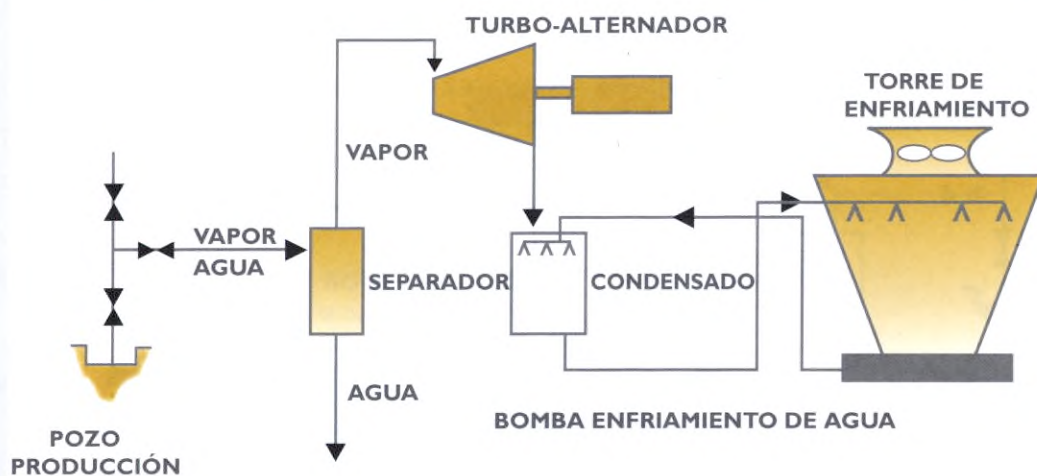 TURBO-ALTERNADOR
TORRE DE
ENFRIAMIENTO
VAPOR
VAPOR
AGUA
SEPARADOR
CONDENSADO
AGUA
BOMBA ENFRIAMIENTO DE AGUA
POZO
PRODUCCIÓN